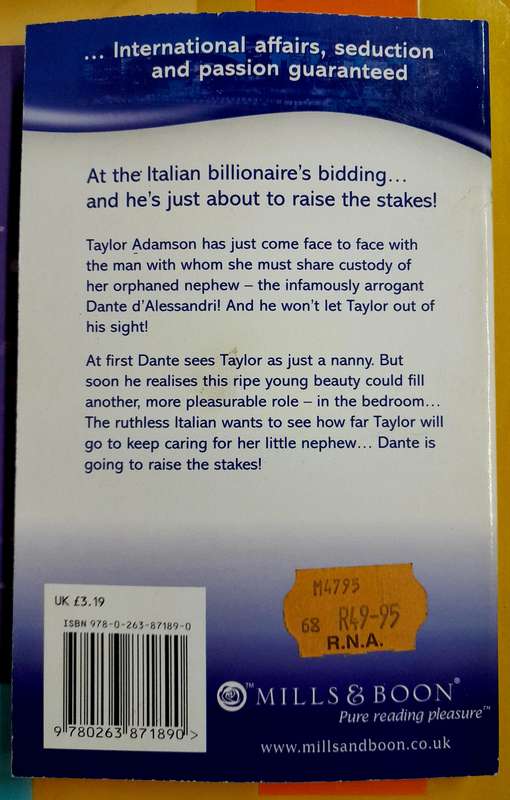 ... International affairs, seduction
and passion guaranteed
At the Italian billionaire's bidding...
and he's just about to raise the stakes!
Taylor Adamson has just come face to face with
the man with whom she must share custody of
her orphaned nephew – the infamously arrogant
Dante d'Alessandri! And he won't let Taylor out of
his sight!
At first Dante sees Taylor as just a nanny. But
soon he realises this ripe young beauty could fill
another, more pleasurable role – in the bedroom...
The ruthless Italian wants to see how far Taylor will
go to keep caring for her little nephew... Dante is
going to raise the stakes!
UK £3.19
ISBN 978-0-263-87189-0
9 780263 871890 >
M4795
68 R49-95
R.N.A.
™ MILLS & BOON®
Pure reading pleasure™
www.millsandboon.co.uk